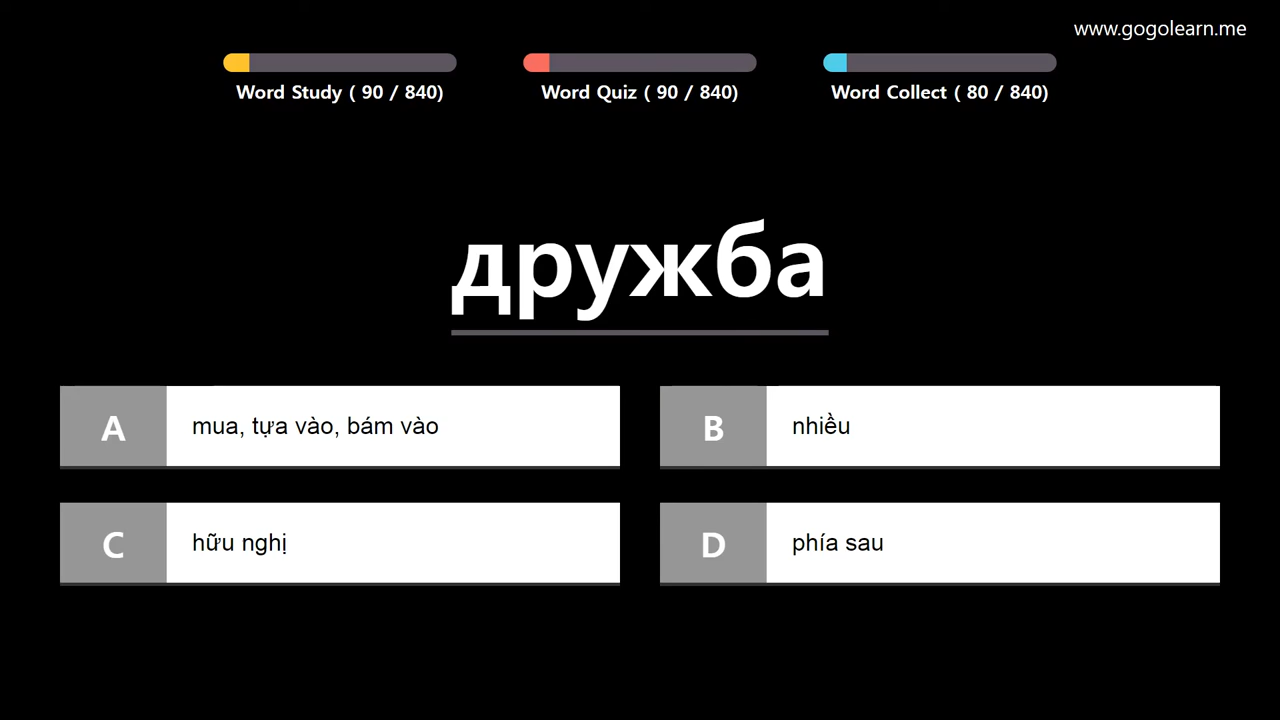 www.gogolearn.me
Word Study ( 90 / 840)
Word Quiz ( 90 / 840)
Word Collect ( 80 / 840)
дружба
A
mua, tựa vào, bám vào
B
nhiều
C
hữu nghị
D
phía sau